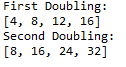 First Doubling:
[4, 8, 12, 16]
Second Doubling:
[8, 16, 24, 32]